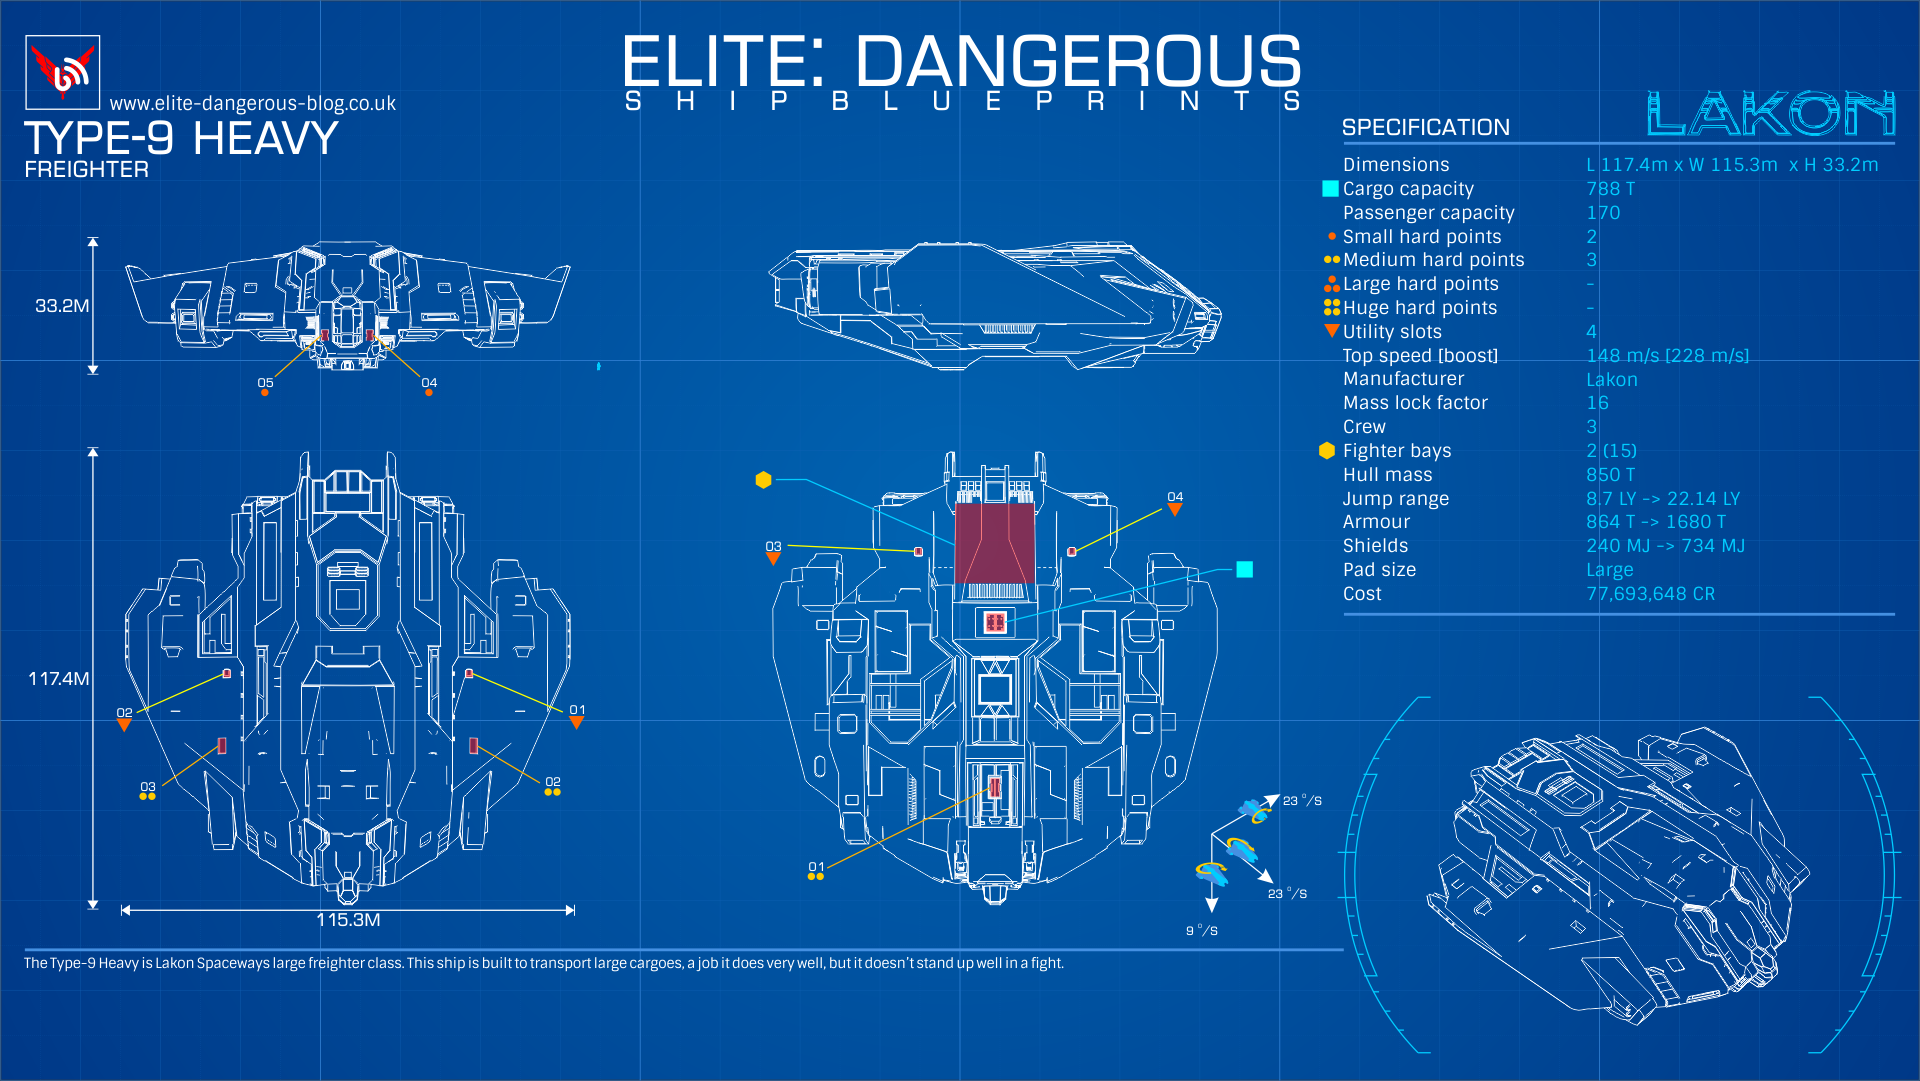 ELITE: DANGEROUS
SHIP BLUEPRINTS
www.elite-dangerous-blog.co.uk
TYPE-9 HEAVY
FREIGHTER
LAKON
SPECIFICATION
Dimensions L 117.4m x W 115.3m x H 33.2m
Cargo capacity 788 T
Passenger capacity 170
Small hard points 2
Medium hard points 3
Large hard points -
Huge hard points -
Utility slots 4
Top speed [boost] 148 m/s [228 m/s]
Manufacturer Lakon
Mass lock factor 16
Crew 3
Fighter bays 2 (15)
Hull mass 850 T
Jump range 8.7 LY -> 22.14 LY
Armour 864 T -> 1680 T
Shields 240 MJ -> 734 MJ
Pad size Large
Cost 77,693,648 CR
33.2M
05
04
117.4M
02
01
03
02
115.3M
04
03
01
23 °/S
23 °/S
9 °/S
The Type-9 Heavy is Lakon Spaceways large freighter class. This ship is built to transport large cargoes, a job it does very well, but it doesn't stand up well in a fight.